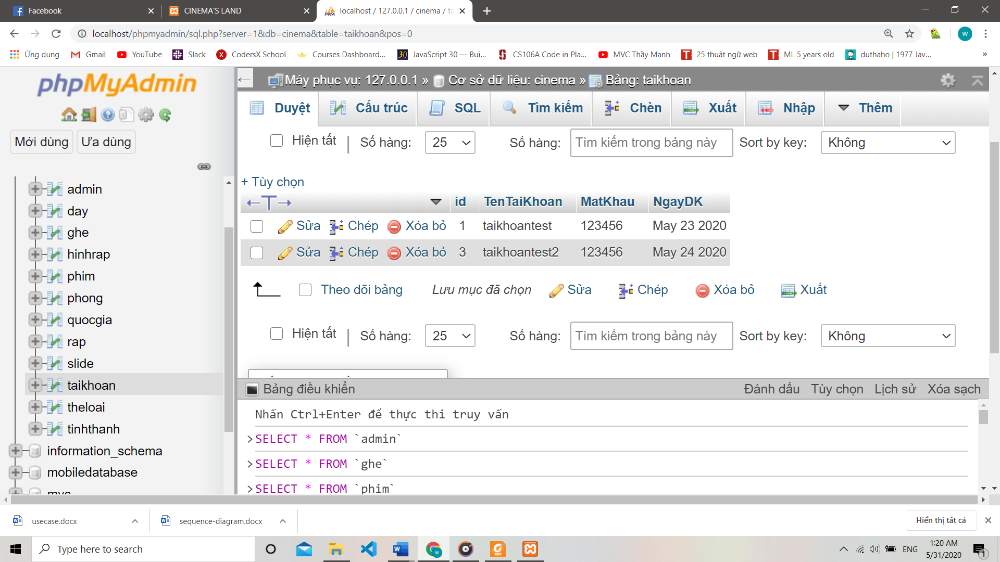 Facebook
CINEMA'S LAND
localhost / 127.0.0.1 / cinema / ta
localhost/phpmyadmin/sql.php?server=1&db=cinema&table=taikhoan&pos=0
W
Ứng dụng Gmail YouTube Slack CodersX School Courses Dashboard... JavaScript 30 — Bui... CS106A Code in Pla... MVC Thầy Mạnh 25 thuật ngữ web ML 5 years old duthaho | 1977 Jav... »
phpMyAdmin
Mới dùng Ưa dùng
admin
day
ghe
hinhrap
phim
phong
quocgia
rap
slide
taikhoan
theloai
tinhthanh
information_schema
mobiledatabase
Máy phục vụ: 127.0.0.1 » Cơ sở dữ liệu: cinema » Bảng: taikhoan
Duyệt Cấu trúc SQL Tìm kiếm Chèn Xuất Nhập Thêm
Hiện tất | Số hàng: 25 Số hàng: Tìm kiếm trong bảng này Sort by key: Không
+ Tùy chọn
←T→ id TenTaiKhoan MatKhau NgayDK
Sửa Chép Xóa bỏ 1 taikhoantest 123456 May 23 2020
Sửa Chép Xóa bỏ 3 taikhoantest2 123456 May 24 2020
Theo dõi bảng Lưu mục đã chọn Sửa Chép Xóa bỏ Xuất
Hiện tất | Số hàng: 25 Số hàng: Tìm kiếm trong bảng này Sort by key: Không
Bảng điều khiển Đánh dấu Tùy chọn Lịch sử Xóa sạch
Nhấn Ctrl+Enter để thực thi truy vấn
>SELECT * FROM `admin`
>SELECT * FROM `ghe`
>SELECT * FROM `phim`
usecase.docx sequence-diagram.docx Hiển thị tất cả
Type here to search
ENG
1:20 AM
5/31/2020
1